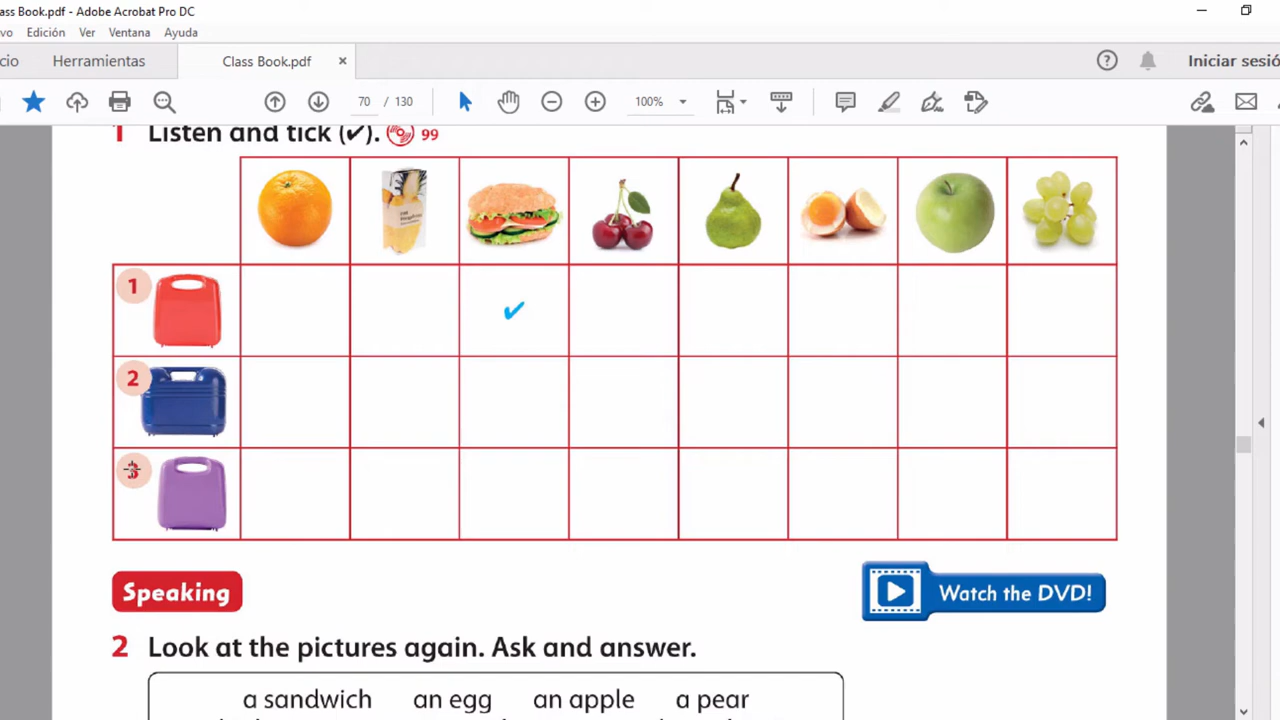 lass Book.pdf - Adobe Acrobat Pro DC
vo Edición Ver Ventana Ayuda
cio Herramientas Class Book.pdf × Iniciar sesió
70 / 130 100%
1 Listen and tick (✔). 99
1 ✔
2
3
Speaking Watch the DVD!
2 Look at the pictures again. Ask and answer.
a sandwich an egg an apple a pear